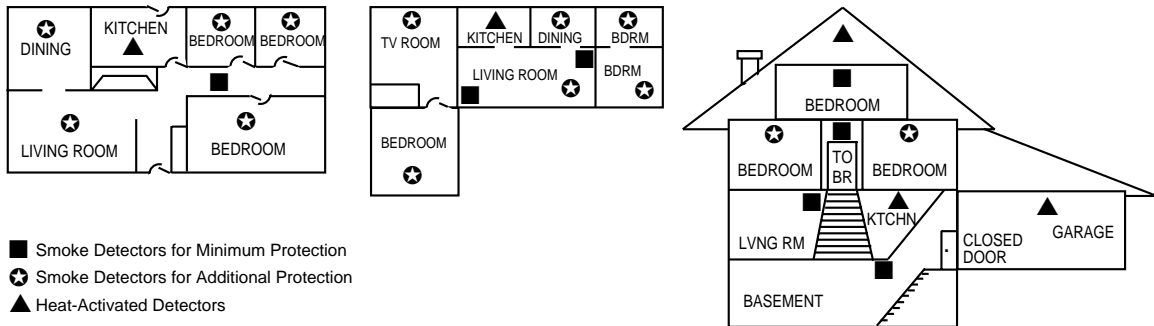 DINING
KITCHEN
BEDROOM
BEDROOM
LIVING ROOM
BEDROOM
TV ROOM
KITCHEN
DINING
BDRM
LIVING ROOM
BDRM
BEDROOM
BEDROOM
BEDROOM
TO
BR
BEDROOM
LVNG RM
KTCHN
CLOSED
DOOR
GARAGE
BASEMENT
Smoke Detectors for Minimum Protection
Smoke Detectors for Additional Protection
Heat-Activated Detectors